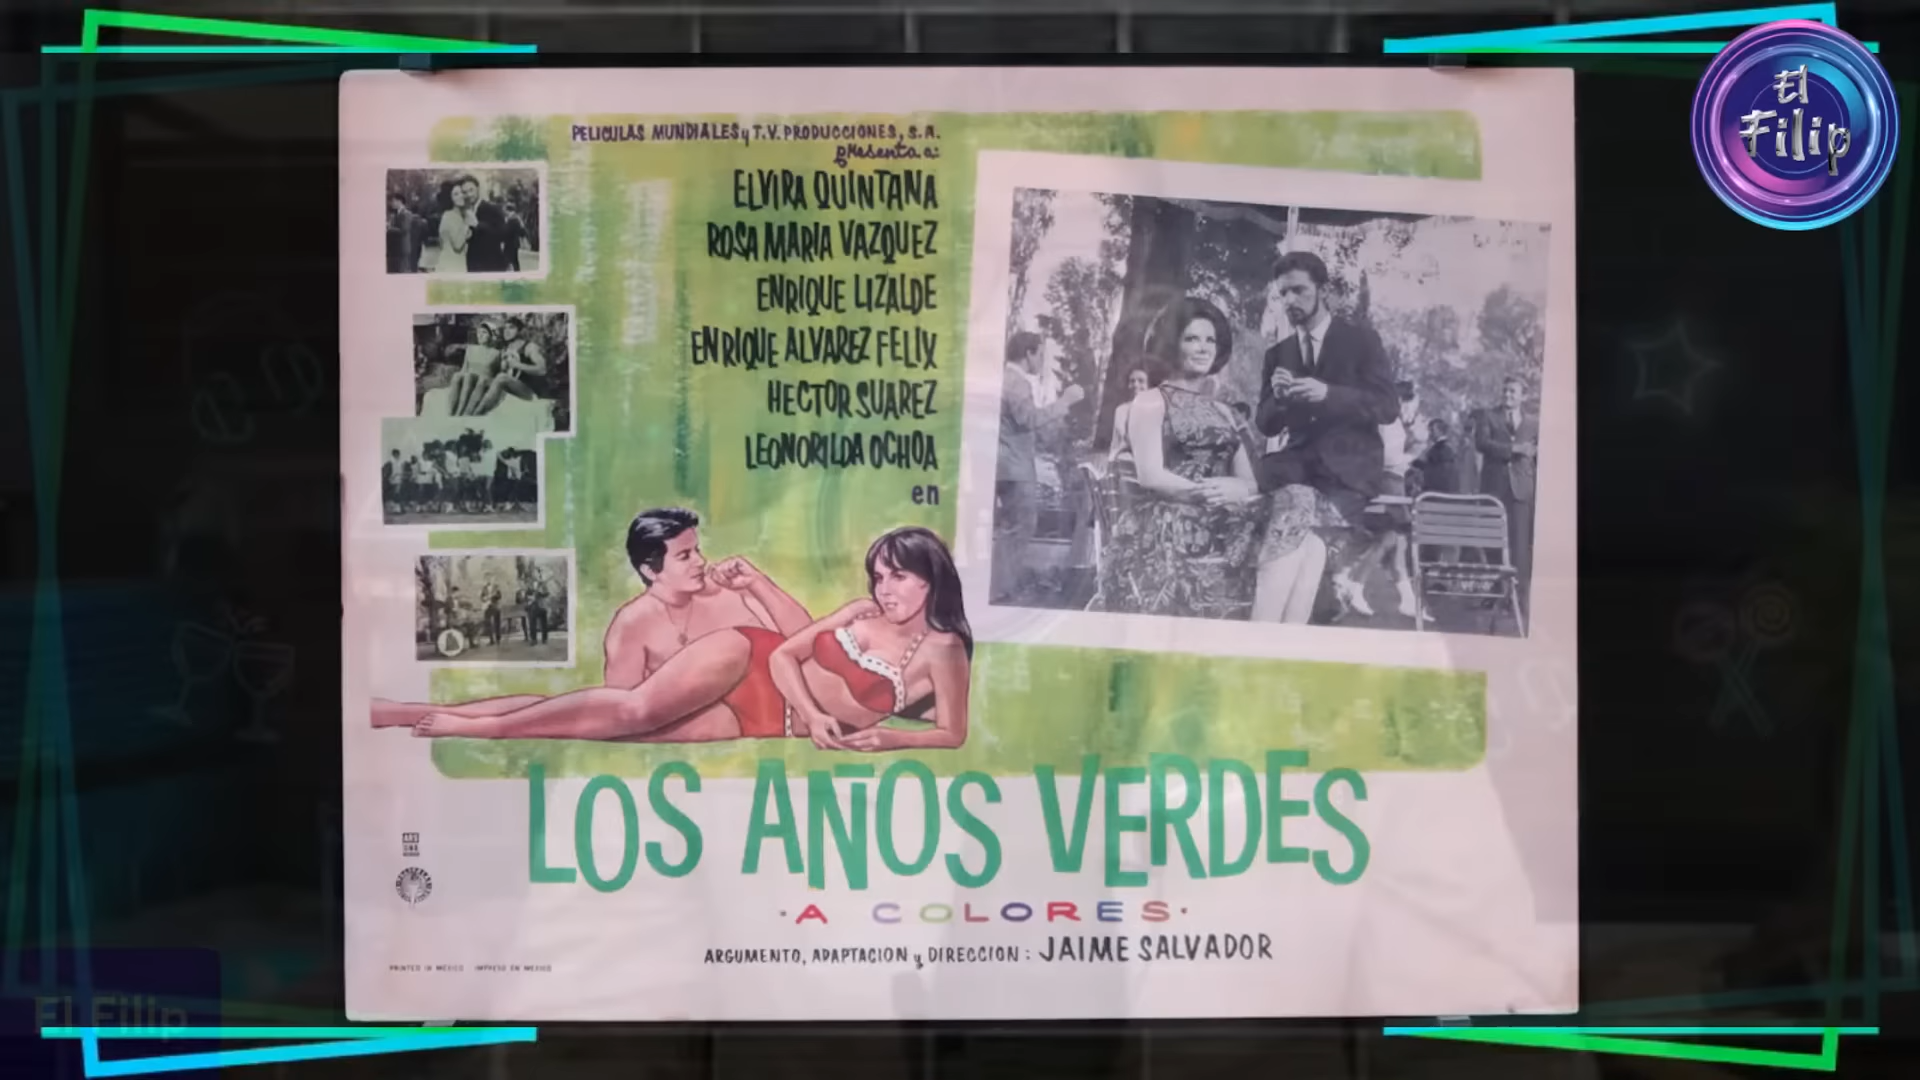 El
Filip
PELICULAS MUNDIALES y T.V. PRODUCCIONES, S.A.
presenta a:
ELVIRA QUINTANA
ROSA MARIA VAZQUEZ
ENRIQUE LIZALDE
ENRIQUE ALVAREZ FELIX
HECTOR SUAREZ
LEONORILDA OCHOA
en
LOS AÑOS VERDES
·A COLORES·
ARGUMENTO, ADAPTACION y DIRECCION: JAIME SALVADOR
PRINTED IN MEXICO IMPRESO EN MEXICO
El Filip